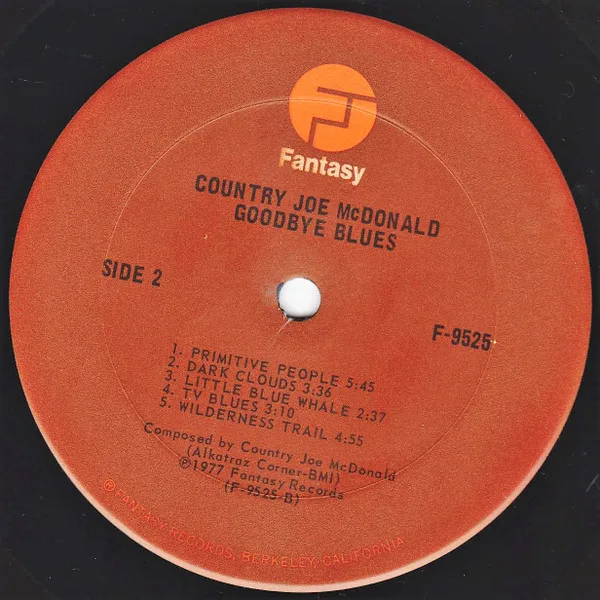 Fantasy
COUNTRY JOE McDONALD
GOODBYE BLUES
SIDE 2
F-9525
1. PRIMITIVE PEOPLE 5:45
2. DARK CLOUDS 3:36
3. LITTLE BLUE WHALE 2:37
4. TV BLUES 3:10
5. WILDERNESS TRAIL 4:55
Composed by Country Joe McDonald
(Alkatraz Corner-BMI)
℗1977 Fantasy Records
(F-9525-B)
® FANTASY RECORDS, BERKELEY, CALIFORNIA